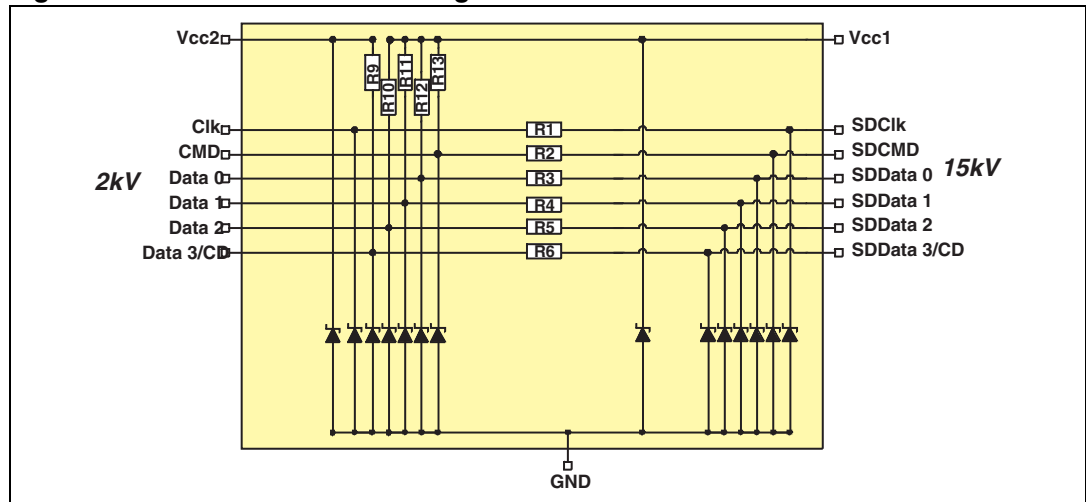 Vcc2
Vcc1
R9
R10
R11
R12
R13
Clk
R1
SDClk
CMD
R2
SDCMD
2kV
Data 0
R3
SDData 0
15kV
Data 1
R4
SDData 1
Data 2
R5
SDData 2
Data 3/CD
R6
SDData 3/CD
GND